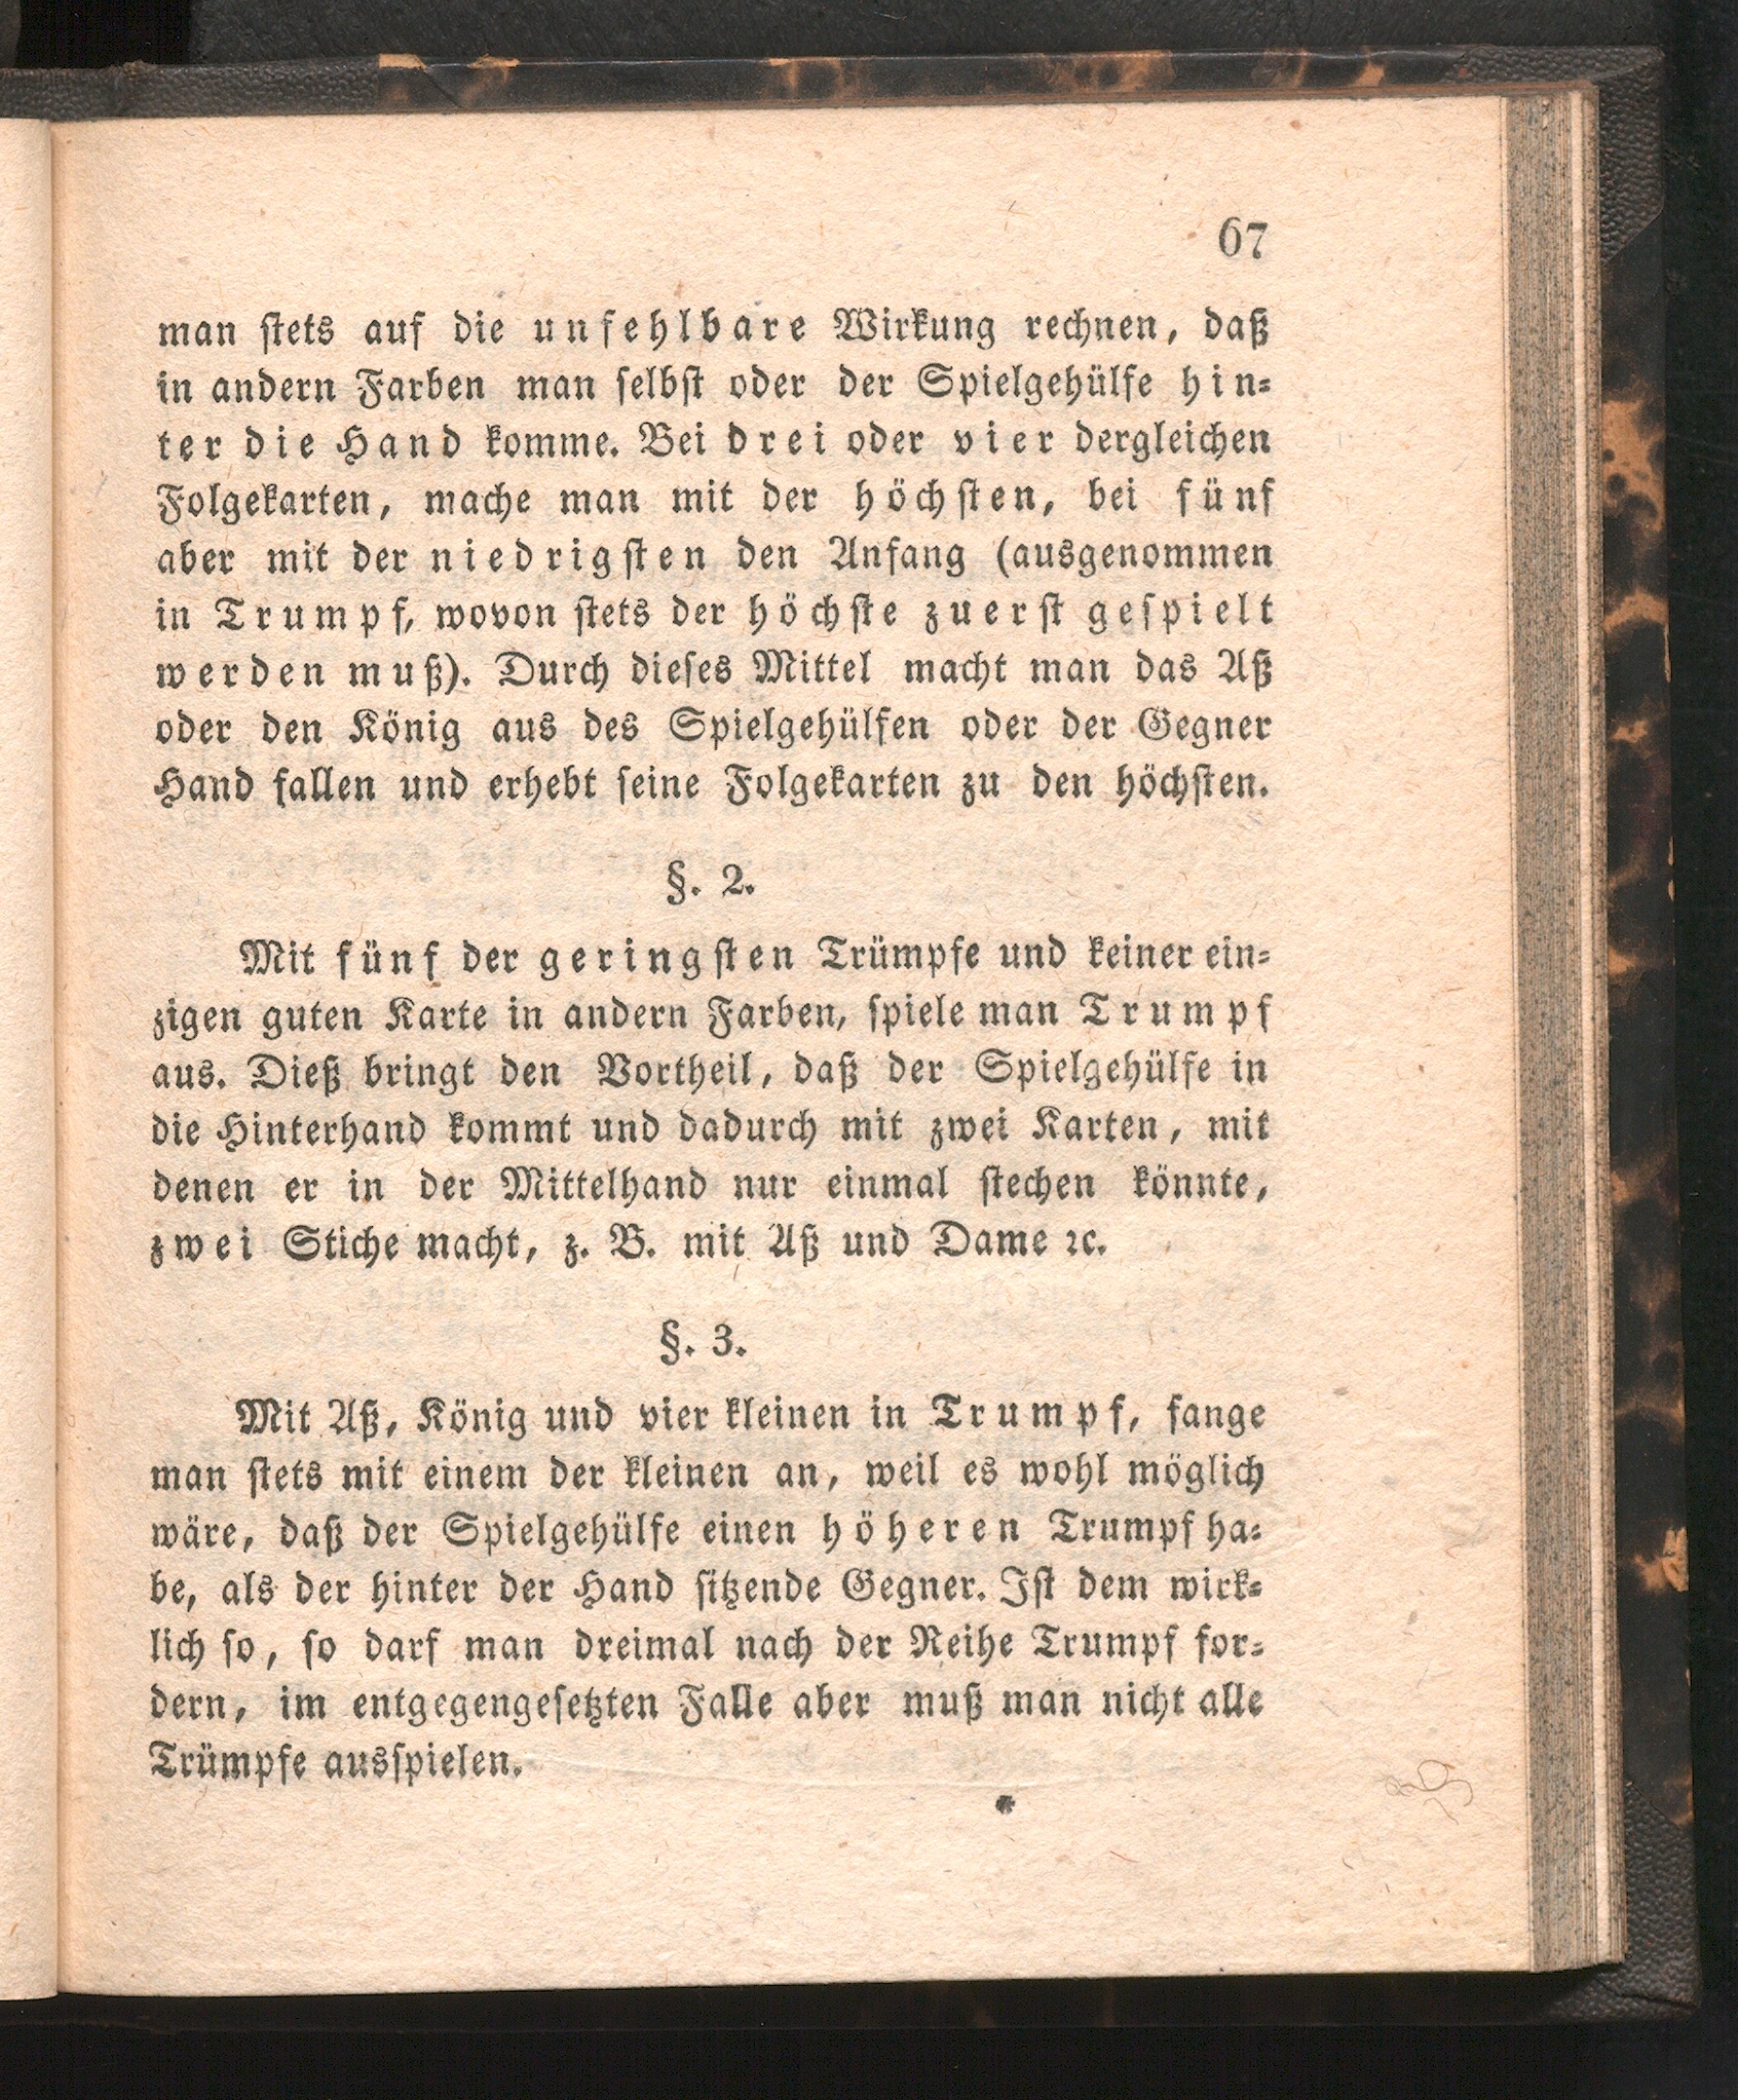 67
man stets auf die unfehlbare Wirkung rechnen, daß
in andern Farben man selbst oder der Spielgehülfe hin-
ter die Hand komme. Bei drei oder vier dergleichen
Folgekarten, mache man mit der höchsten, bei fünf
aber mit der niedrigsten den Anfang (ausgenommen
in Trumpf, wovon stets der höchste zuerst gespielt
werden muß). Durch dieses Mittel macht man das Aß
oder den König aus des Spielgehülfen oder der Gegner
Hand fallen und erhebt seine Folgekarten zu den höchsten.
§. 2.
Mit fünf der geringsten Trümpfe und keiner ein-
zigen guten Karte in andern Farben, spiele man Trumpf
aus. Dieß bringt den Vortheil, daß der Spielgehülfe in
die Hinterhand kommt und dadurch mit zwei Karten, mit
denen er in der Mittelhand nur einmal stechen könnte,
zwei Stiche macht, z. B. mit Aß und Dame ꝛc.
§. 3.
Mit Aß, König und vier kleinen in Trumpf, fange
man stets mit einem der kleinen an, weil es wohl möglich
wäre, daß der Spielgehülfe einen höheren Trumpf ha-
be, als der hinter der Hand sitzende Gegner. Ist dem wirk-
lich so, so darf man dreimal nach der Reihe Trumpf for-
dern, im entgegengesetzten Falle aber muß man nicht alle
Trümpfe ausspielen.
*